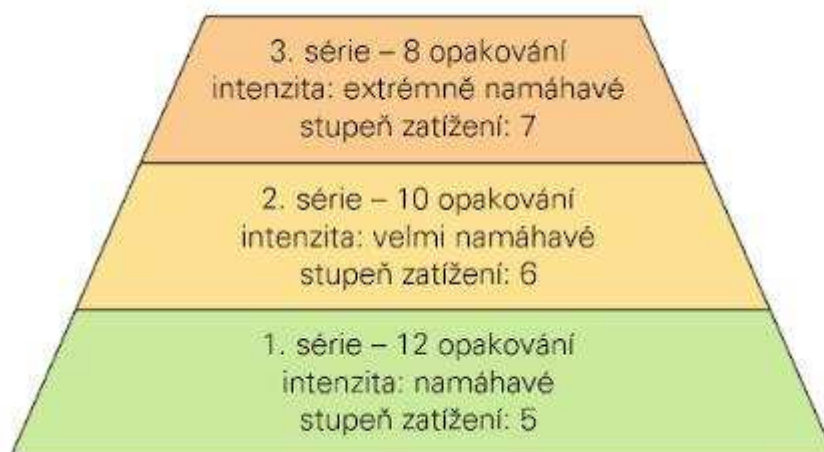 3. série – 8 opakování
intenzita: extrémně namáhavé
stupeň zatížení: 7
2. série – 10 opakování
intenzita: velmi namáhavé
stupeň zatížení: 6
1. série – 12 opakování
intenzita: namáhavé
stupeň zatížení: 5